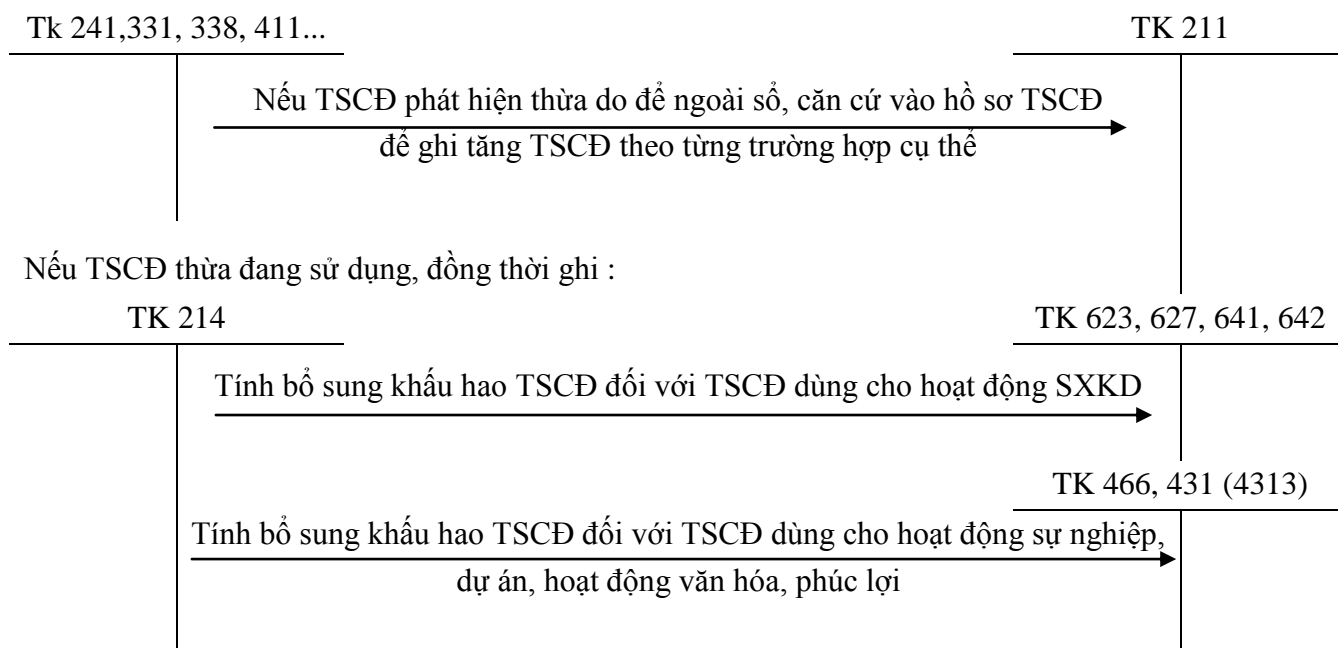 Tk 241,331, 338, 411...
TK 211
Nếu TSCĐ phát hiện thừa do để ngoài sổ, căn cứ vào hồ sơ TSCĐ
để ghi tăng TSCĐ theo từng trường hợp cụ thể
Nếu TSCĐ thừa đang sử dụng, đồng thời ghi :
TK 214
TK 623, 627, 641, 642
Tính bổ sung khấu hao TSCĐ đối với TSCĐ dùng cho hoạt động SXKD
TK 466, 431 (4313)
Tính bổ sung khấu hao TSCĐ đối với TSCĐ dùng cho hoạt động sự nghiệp,
dự án, hoạt động văn hóa, phúc lợi